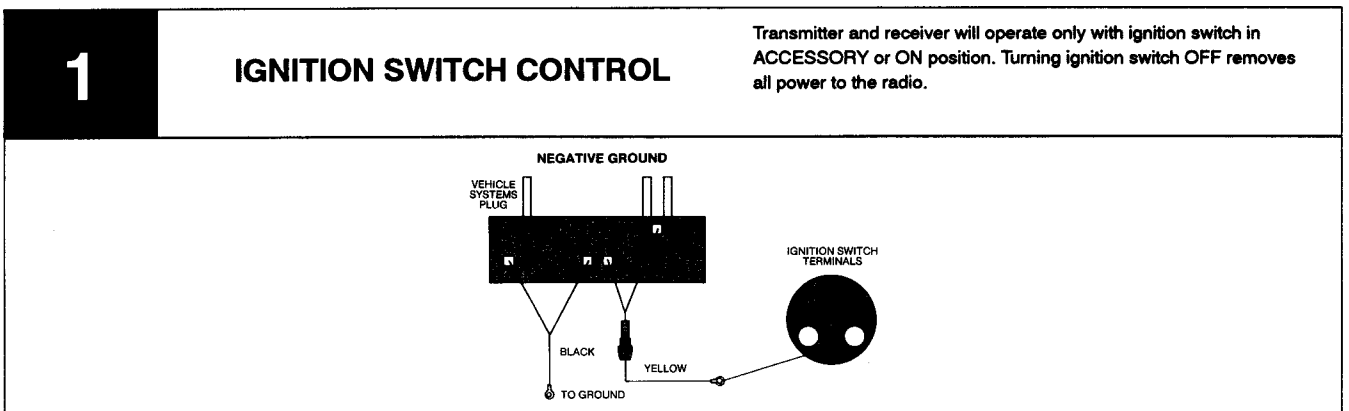 1
IGNITION SWITCH CONTROL
Transmitter and receiver will operate only with ignition switch in
ACCESSORY or ON position. Turning ignition switch OFF removes
all power to the radio.
NEGATIVE GROUND
VEHICLE
SYSTEMS
PLUG
IGNITION SWITCH
TERMINALS
BLACK
YELLOW
TO GROUND